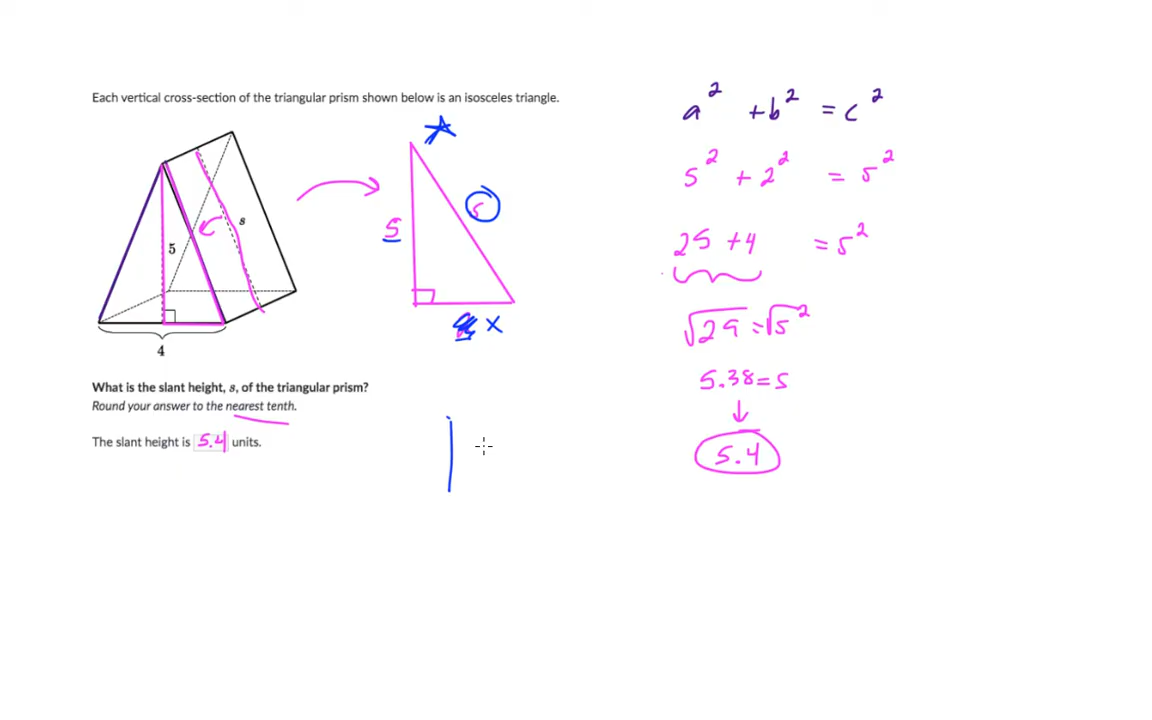 Each vertical cross-section of the triangular prism shown below is an isosceles triangle.
5
s
4
5
s
x
What is the slant height, s, of the triangular prism?
Round your answer to the nearest tenth.
The slant height is 5.4 units.
a² + b² = c²
5² + 2² = s²
25 + 4 = s²
√29 = √s²
5.38 = s
5.4